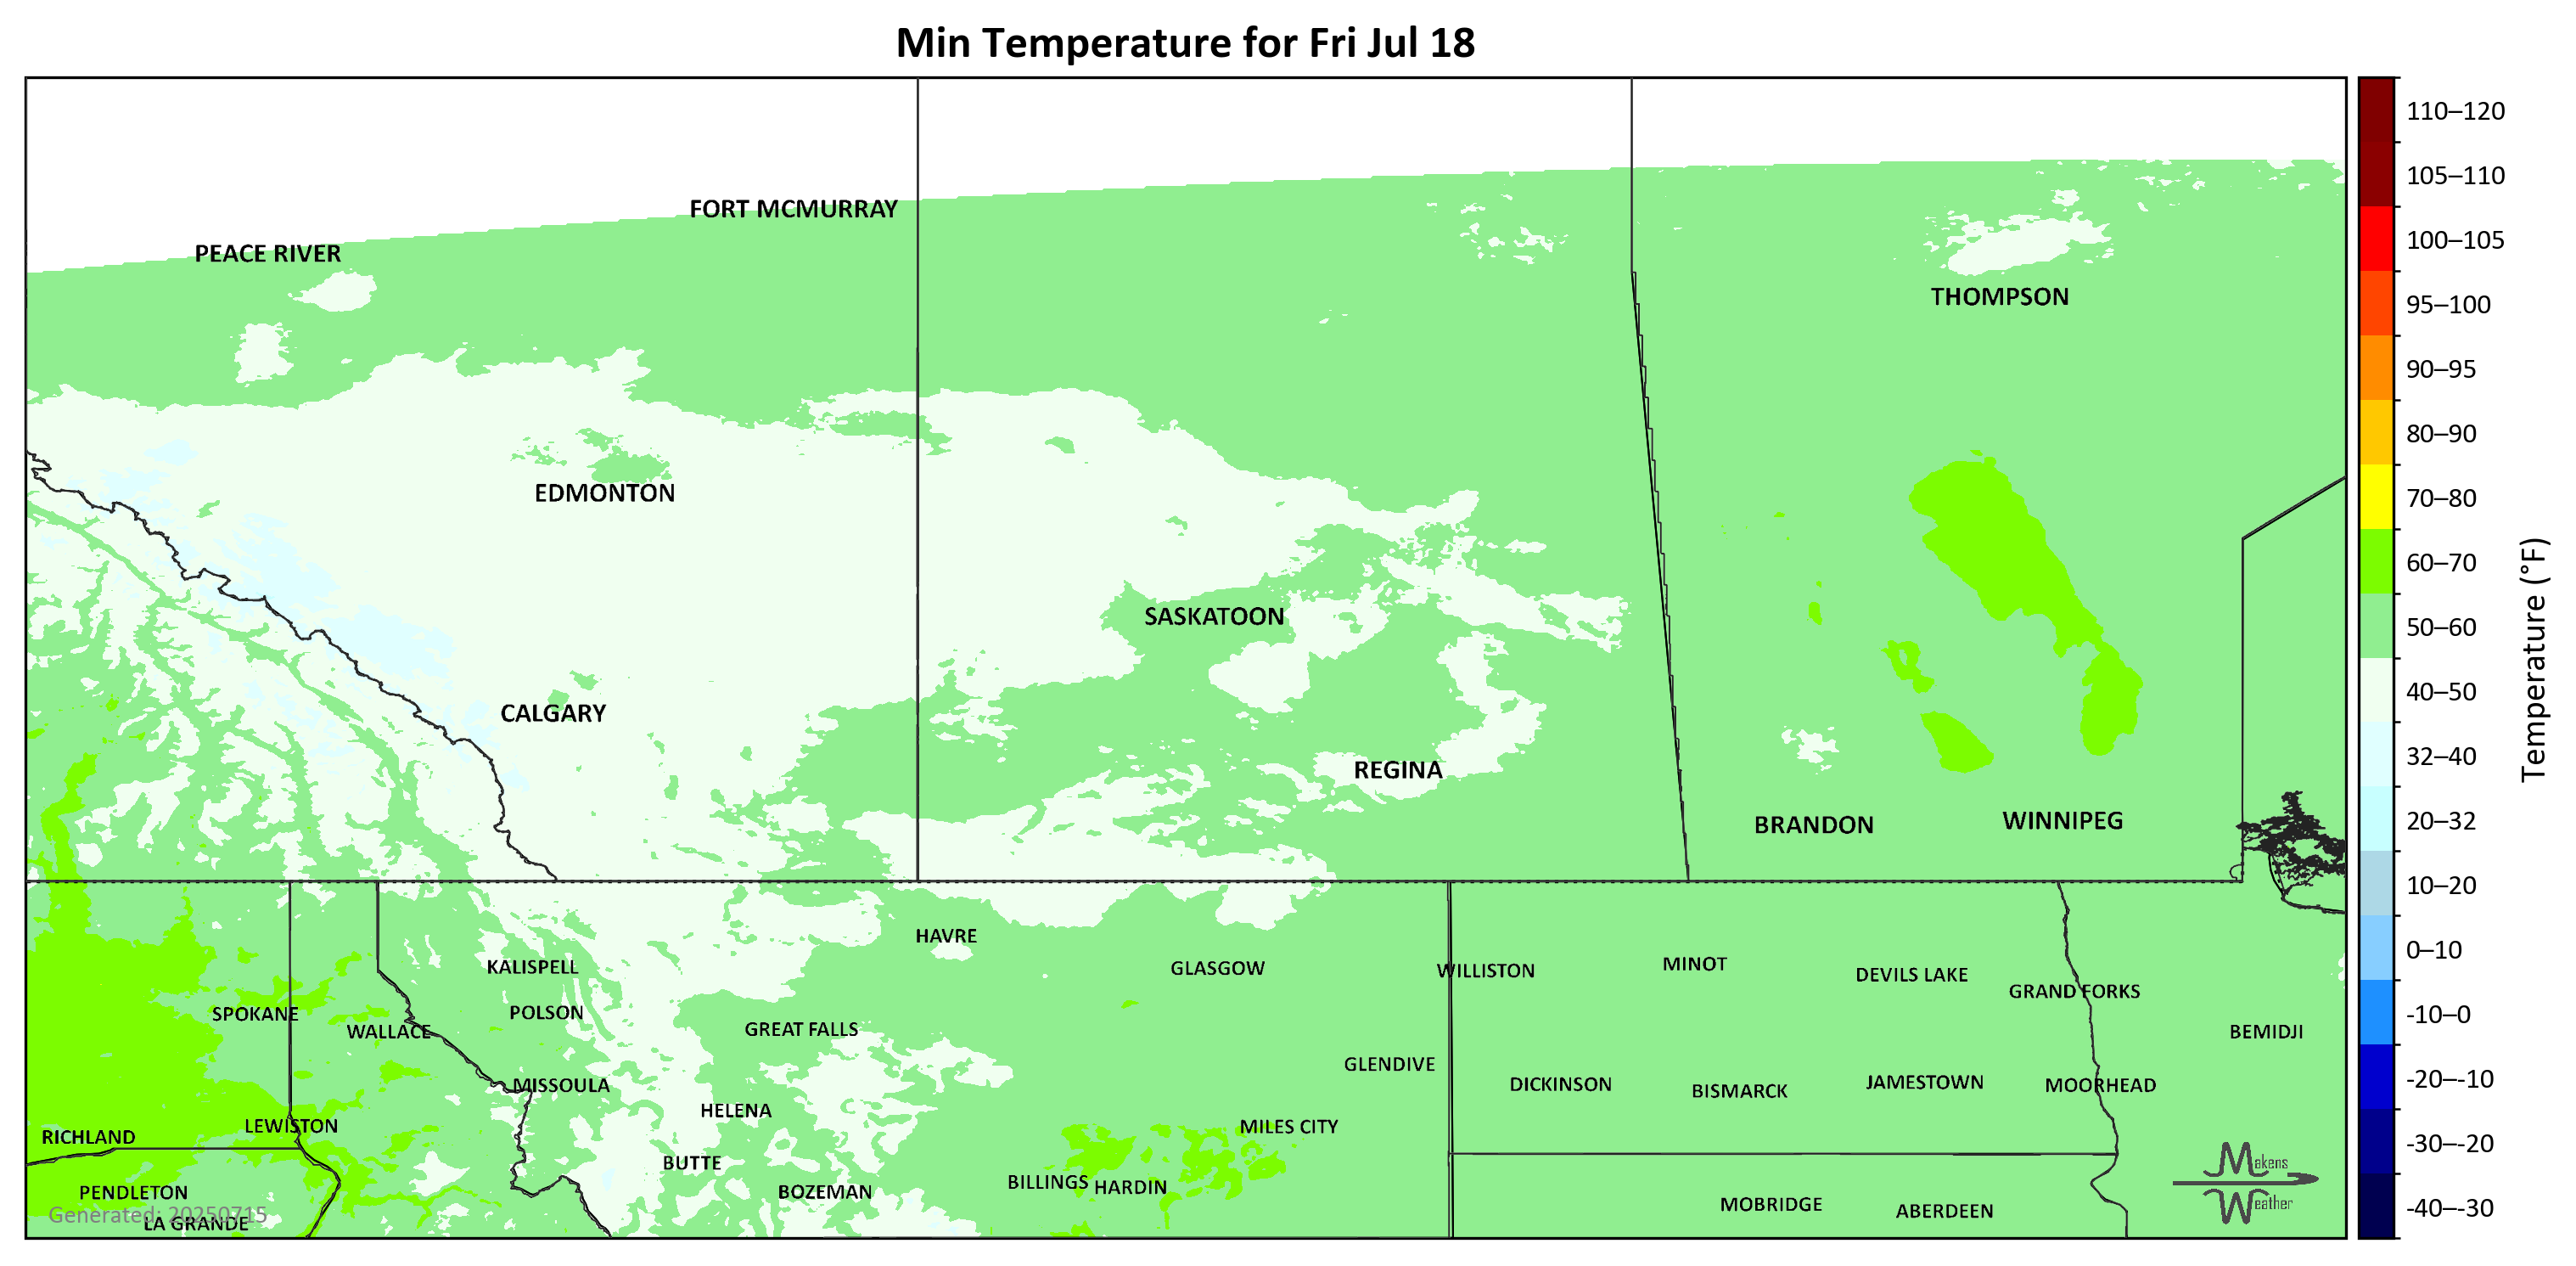 Min Temperature for Fri Jul 18
FORT MCMURRAY
PEACE RIVER
THOMPSON
EDMONTON
SASKATOON
CALGARY
REGINA
BRANDON
WINNIPEG
HAVRE
KALISPELL
GLASGOW
WILLISTON
MINOT
DEVILS LAKE
GRAND FORKS
SPOKANE
POLSON
WALLACE
GREAT FALLS
BEMIDJI
GLENDIVE
MISSOULA
DICKINSON
BISMARCK
JAMESTOWN
MOORHEAD
HELENA
LEWISTON
MILES CITY
RICHLAND
BUTTE
BILLINGS
HARDIN
BOZEMAN
PENDLETON
MOBRIDGE
ABERDEEN
Generated: 20250715
LA GRANDE
Makens
Weather
110–120
105–110
100–105
95–100
90–95
80–90
70–80
60–70
50–60
40–50
32–40
20–32
10–20
0–10
-10–0
-20–-10
-30–-20
-40–-30
Temperature (°F)